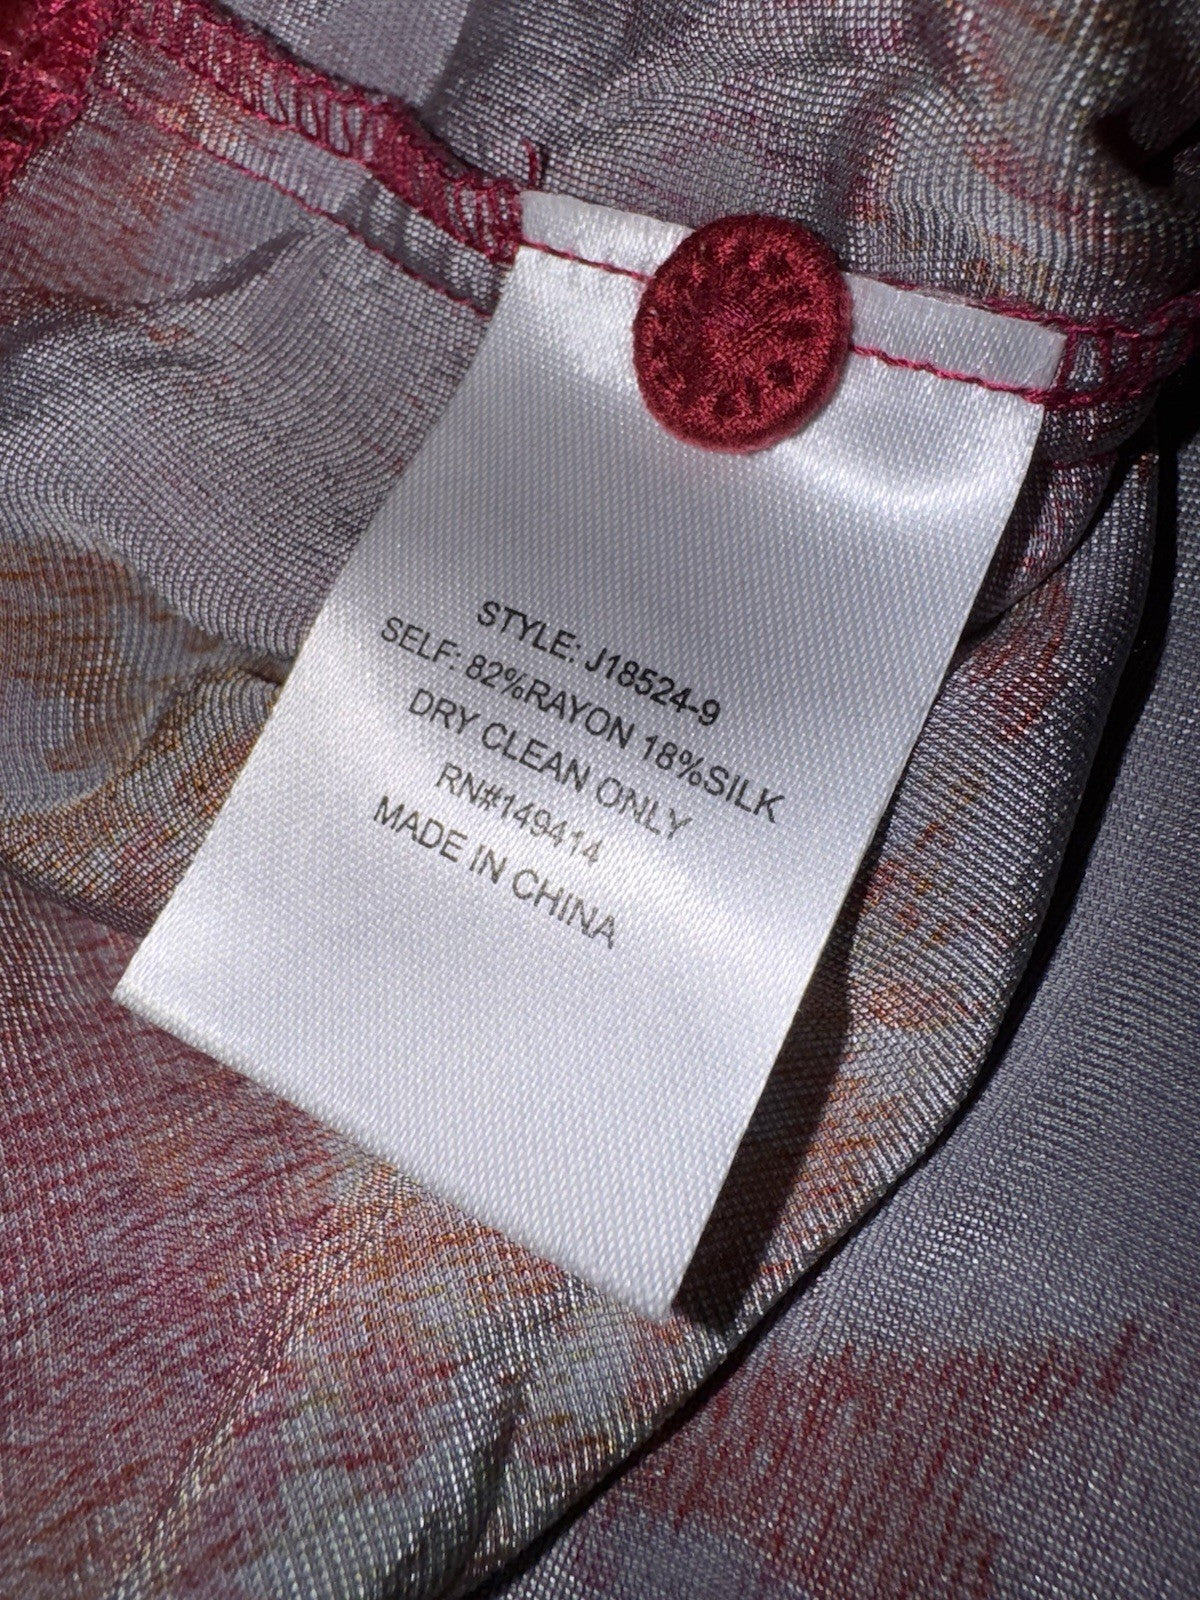 STYLE: J18524-9
SELF: 82%RAYON 18%SILK
DRY CLEAN ONLY
RN#149414
MADE IN CHINA